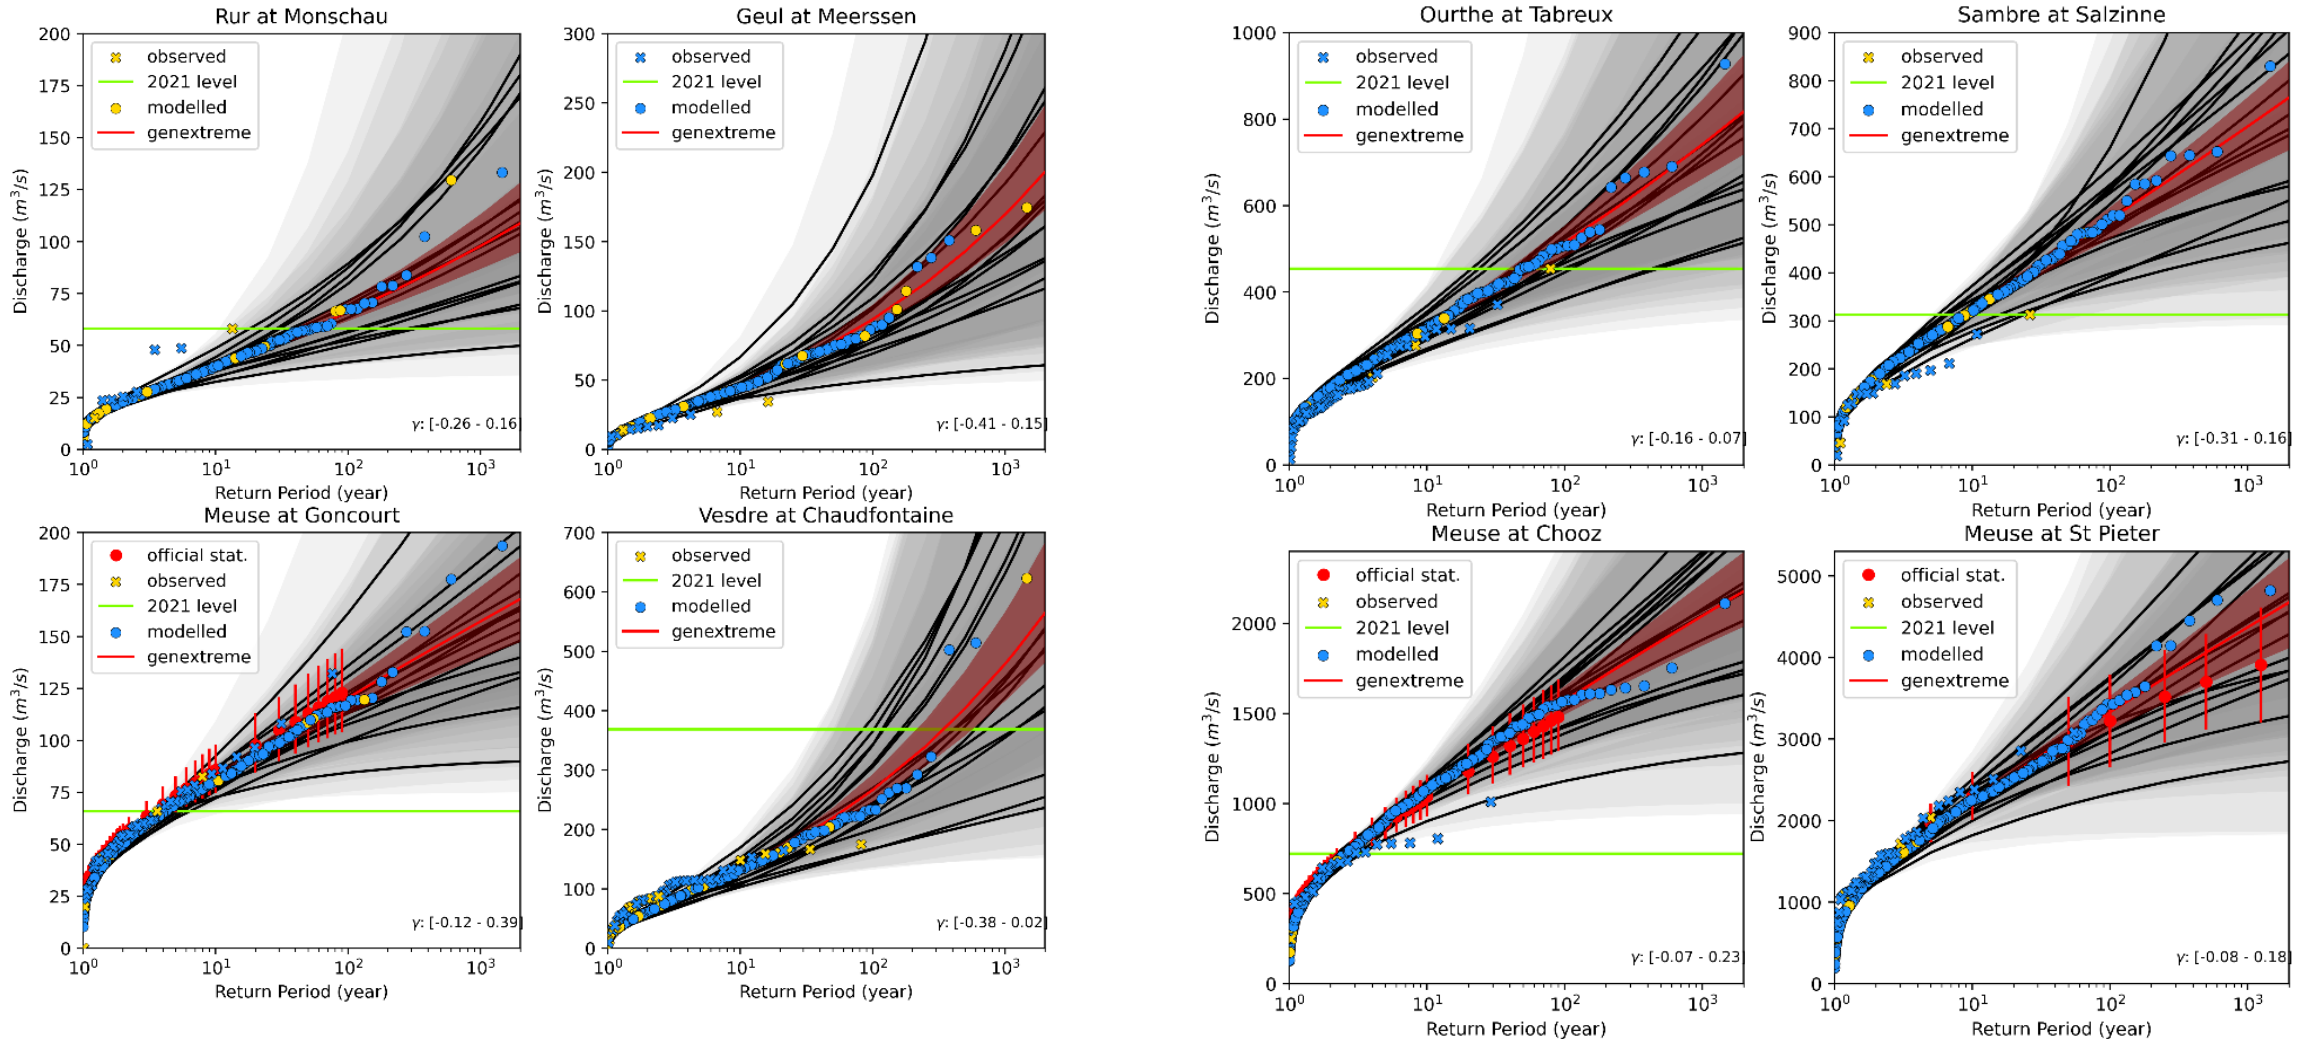 Rur at Monschau
observed
2021 level
modelled
genextreme
Discharge (m³/s)
200
175
150
125
100
75
50
25
0
γ: [-0.26 - 0.16]
10⁰ 10¹ 10² 10³
Return Period (year)
Geul at Meerssen
observed
2021 level
modelled
genextreme
Discharge (m³/s)
300
250
200
150
100
50
0
γ: [-0.41 - 0.15]
10⁰ 10¹ 10² 10³
Return Period (year)
Ourthe at Tabreux
observed
2021 level
modelled
genextreme
Discharge (m³/s)
1000
800
600
400
200
0
γ: [-0.16 - 0.07]
10⁰ 10¹ 10² 10³
Return Period (year)
Sambre at Salzinne
observed
2021 level
modelled
genextreme
Discharge (m³/s)
900
800
700
600
500
400
300
200
100
0
γ: [-0.31 - 0.16]
10⁰ 10¹ 10² 10³
Return Period (year)
Meuse at Goncourt
official stat.
observed
2021 level
modelled
genextreme
Discharge (m³/s)
200
175
150
125
100
75
50
25
0
γ: [-0.12 - 0.39]
10⁰ 10¹ 10² 10³
Return Period (year)
Vesdre at Chaudfontaine
observed
2021 level
modelled
genextreme
Discharge (m³/s)
700
600
500
400
300
200
100
0
γ: [-0.38 - 0.02]
10⁰ 10¹ 10² 10³
Return Period (year)
Meuse at Chooz
official stat.
observed
2021 level
modelled
genextreme
Discharge (m³/s)
2000
1500
1000
500
0
γ: [-0.07 - 0.23]
10⁰ 10¹ 10² 10³
Return Period (year)
Meuse at St Pieter
official stat.
observed
2021 level
modelled
genextreme
Discharge (m³/s)
5000
4000
3000
2000
1000
0
γ: [-0.08 - 0.18]
10⁰ 10¹ 10² 10³
Return Period (year)